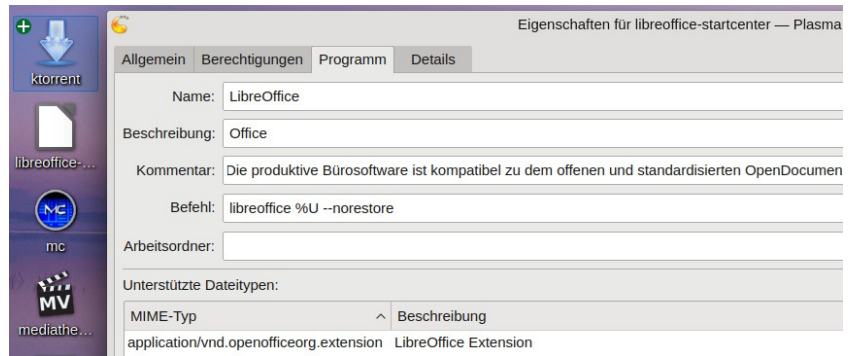 Eigenschaften für libreoffice-startcenter — Plasma
ktorrent
libreoffice-...
mc
MV
mediathe...
Allgemein Berechtigungen Programm Details
Name: LibreOffice
Beschreibung: Office
Kommentar: Die produktive Bürosoftware ist kompatibel zu dem offenen und standardisierten OpenDocumen
Befehl: libreoffice %U --norestore
Arbeitsordner:
Unterstützte Dateitypen:
MIME-Typ Beschreibung
application/vnd.openofficeorg.extension LibreOffice Extension